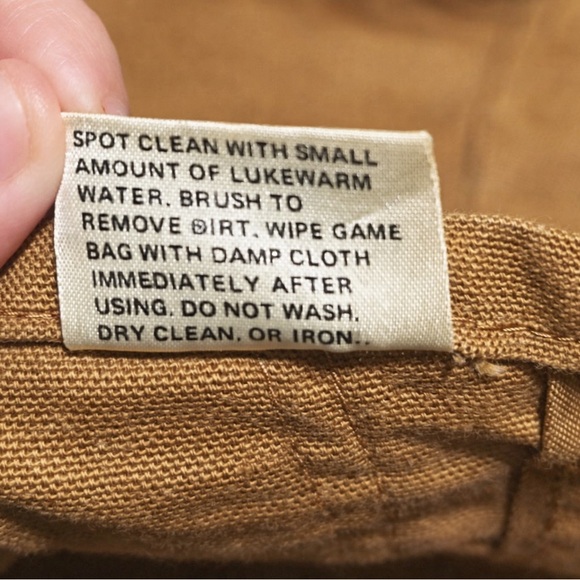 SPOT CLEAN WITH SMALL
AMOUNT OF LUKEWARM
WATER. BRUSH TO
REMOVE DIRT. WIPE GAME
BAG WITH DAMP CLOTH
IMMEDIATELY AFTER
USING. DO NOT WASH.
DRY CLEAN. OR IRON..